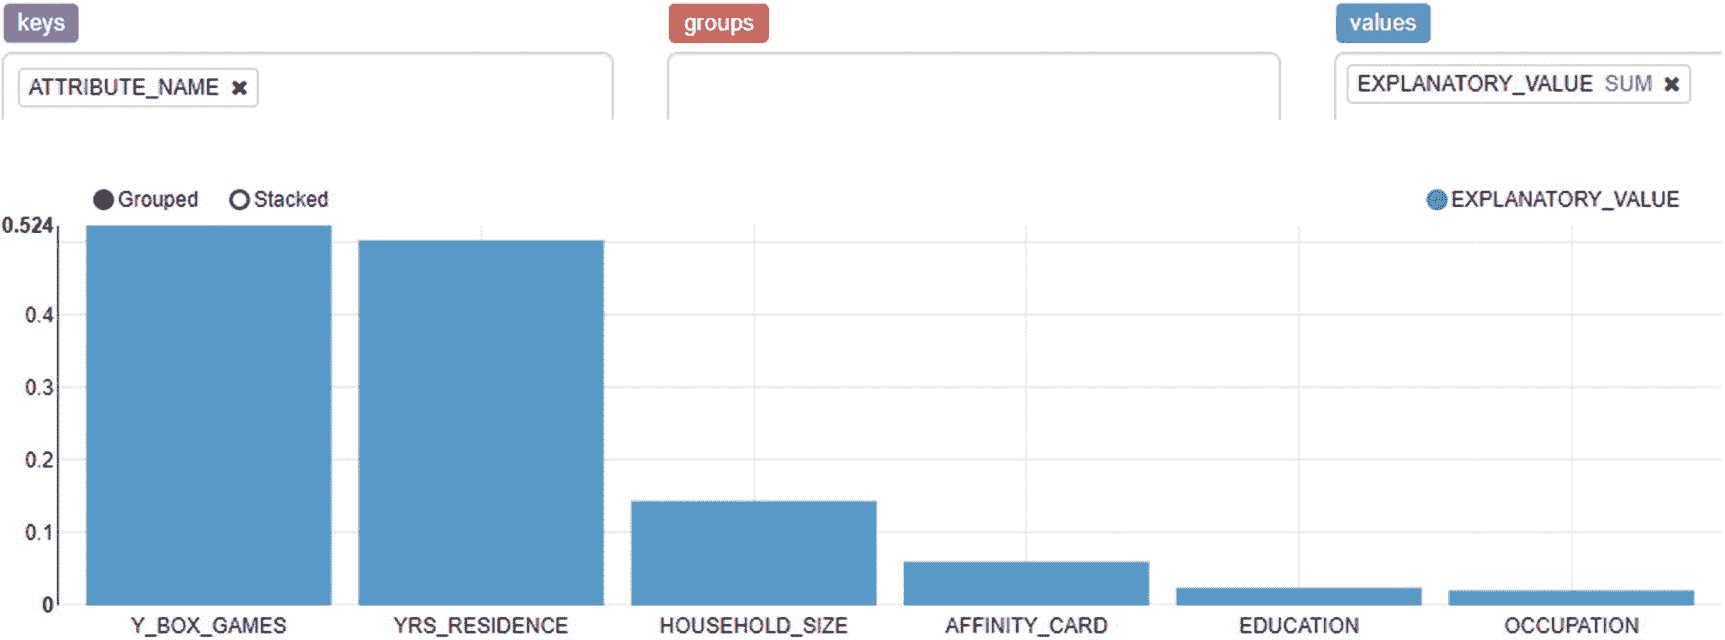 keys groups values
ATTRIBUTE_NAME ✖ EXPLANATORY_VALUE SUM ✖
Grouped Stacked EXPLANATORY_VALUE
0.524
0.4
0.3
0.2
0.1
0
Y_BOX_GAMES YRS_RESIDENCE HOUSEHOLD_SIZE AFFINITY_CARD EDUCATION OCCUPATION